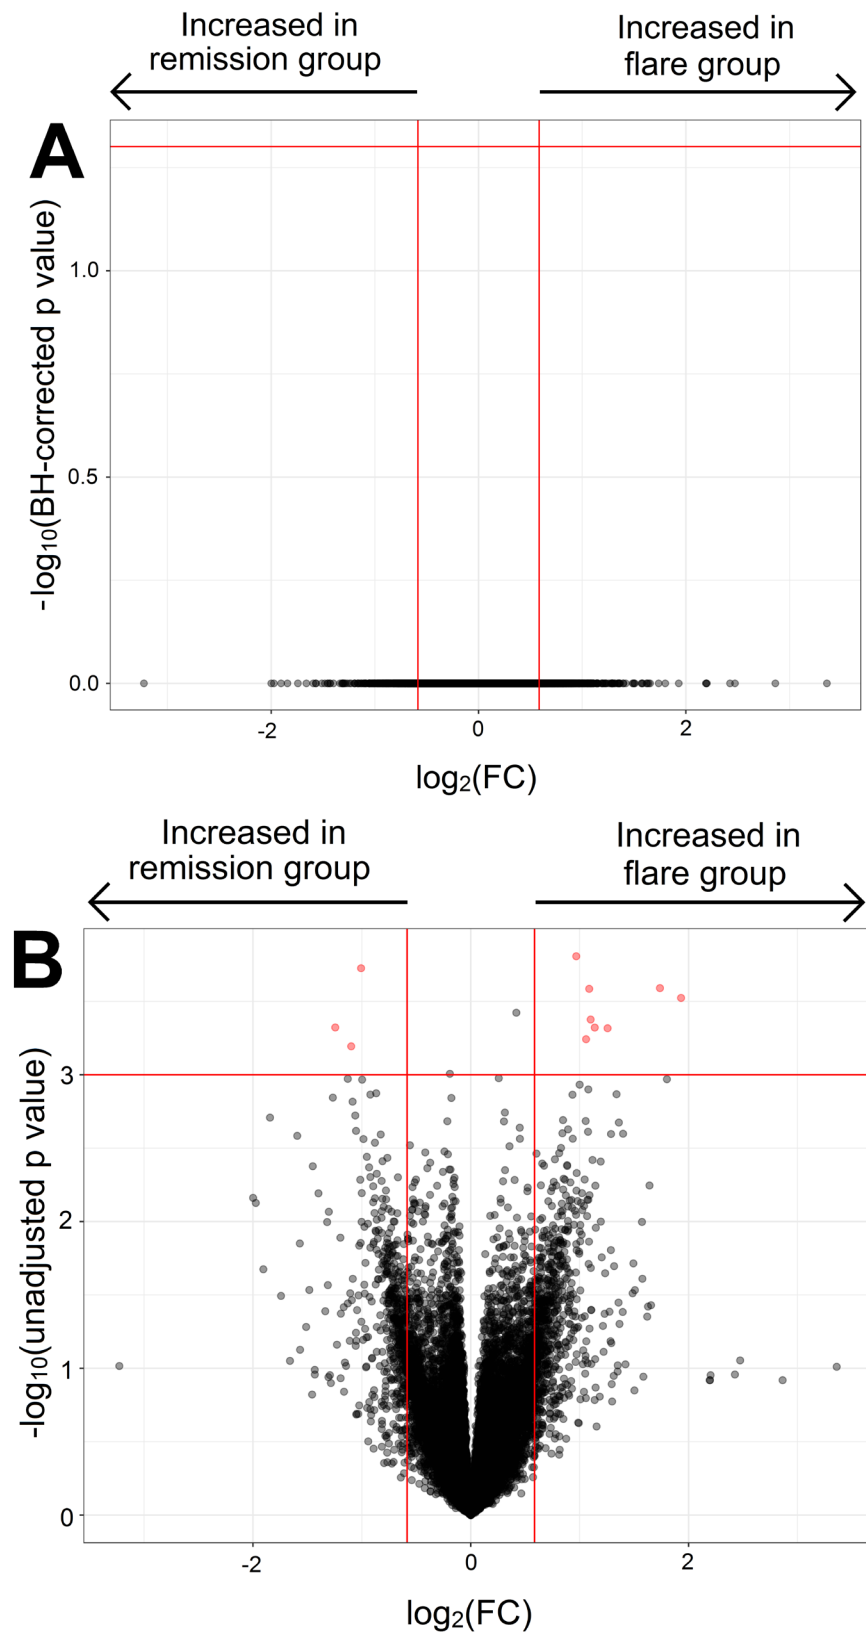 Increased in
remission group
Increased in
flare group
A
-log₁₀(BH-corrected p value)
1.0
0.5
0.0
-2
0
2
log₂(FC)
Increased in
remission group
Increased in
flare group
B
-log₁₀(unadjusted p value)
3
2
1
0
-2
0
2
log₂(FC)